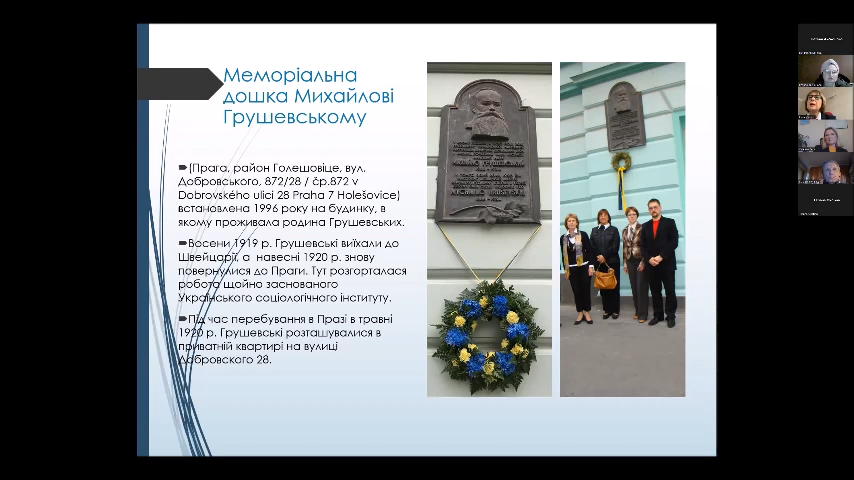 Меморіальна
дошка Михайлові
Грушевському
(Прага, район Голешовіце, вул.
Добровського, 872/28 / čp.872 v
Dobrovského ulici 28 Praha 7 Holešovice)
встановлена 1996 року на будинку, в
якому проживала родина Грушевських.
Восени 1919 р. Грушевські виїхали до
Швейцарії, а навесні 1920 р. знову
повернулися до Праги. Тут розгорталася
робота щойно заснованого
Українського соціологічного інституту.
Під час перебування в Празі в травні
1920 р. Грушевські розташувалися в
приватній квартирі на вулиці
Добровского 28.